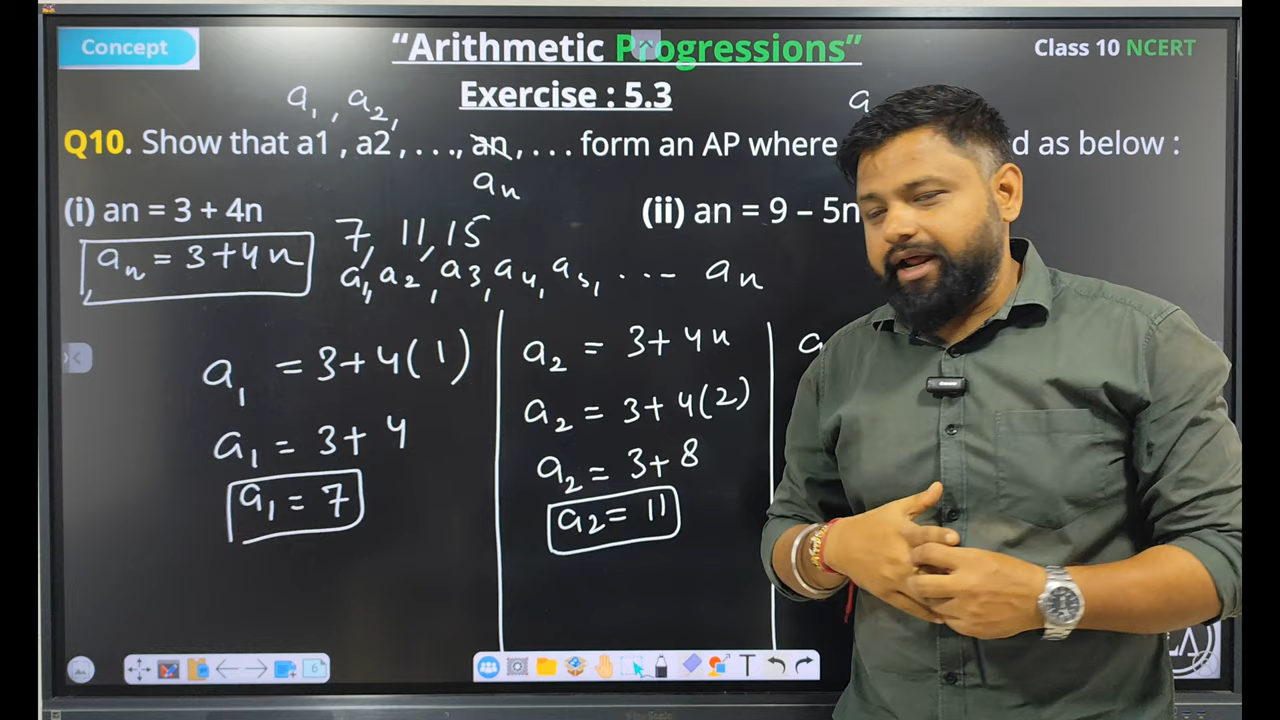 Concept
“Arithmetic Progressions”
Class 10 NCERT
Exercise : 5.3
a₁, a₂,
a
Q10. Show that a1 , a2 , . . ., an , . . . form an AP where d as below :
aₙ
(i) an = 3 + 4n
(ii) an = 9 – 5n
7, 11, 15
aₙ = 3+4n
a₁, a₂, a₃, a₄, a₅, ... aₙ
a₁ = 3+4(1)
a₁ = 3+4
a₁ = 7
a₂ = 3+4n
a₂ = 3+4(2)
a₂ = 3+8
a₂ = 11
a
6
T
LA